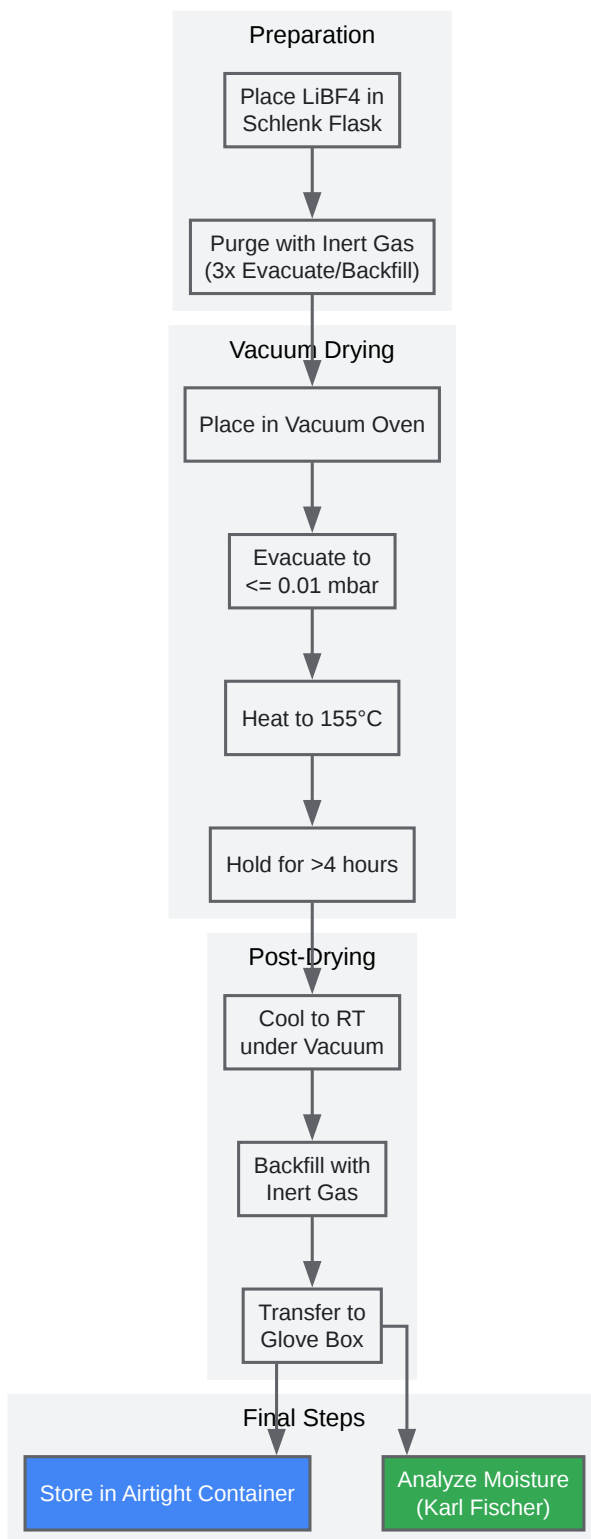 Preparation
Place LiBF4 in
Schlenk Flask
Purge with Inert Gas
(3x Evacuate/Backfill)
Vacuum Drying
Place in Vacuum Oven
Evacuate to
<= 0.01 mbar
Heat to 155°C
Hold for >4 hours
Post-Drying
Cool to RT
under Vacuum
Backfill with
Inert Gas
Transfer to
Glove Box
Final Steps
Store in Airtight Container
Analyze Moisture
(Karl Fischer)